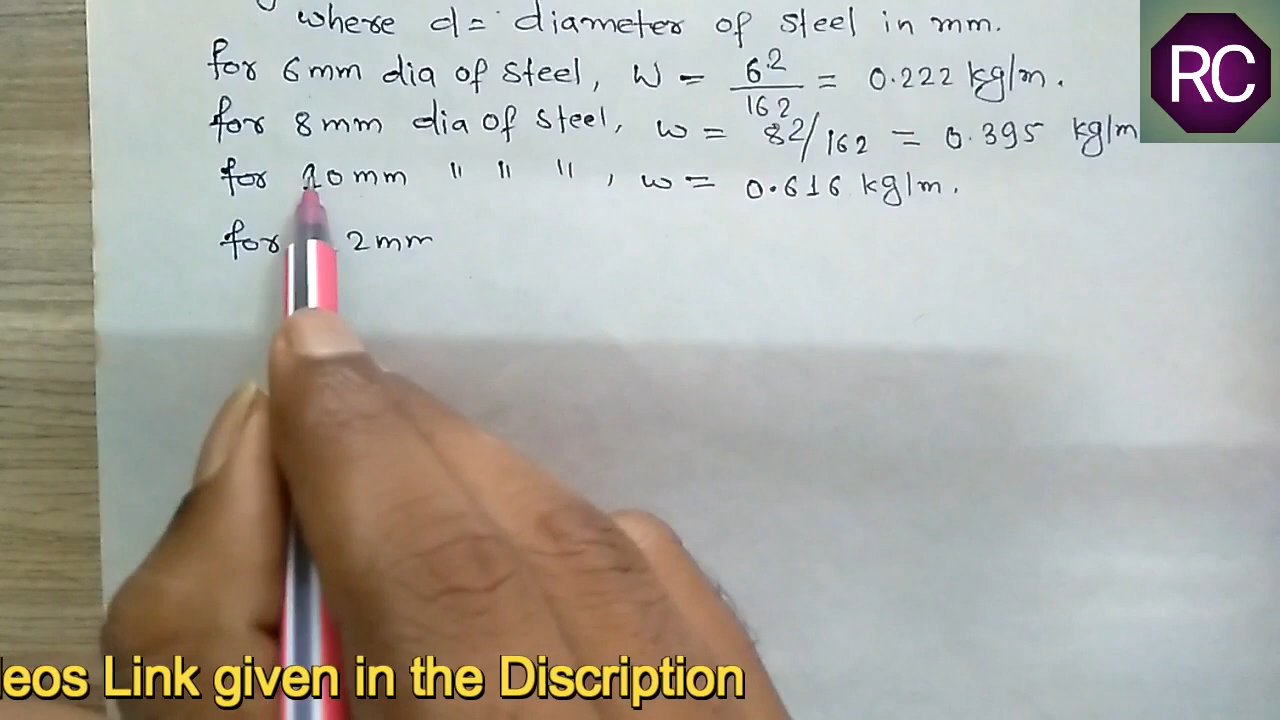 where d = diameter of steel in mm.
for 6mm dia of steel, W = 6²/162 = 0.222 kg/m.
for 8mm dia of steel, w = 8²/162 = 0.395 kg/m
for 10mm " " " , w = 0.616 kg/m.
for 2mm
RC
leos Link given in the Discription